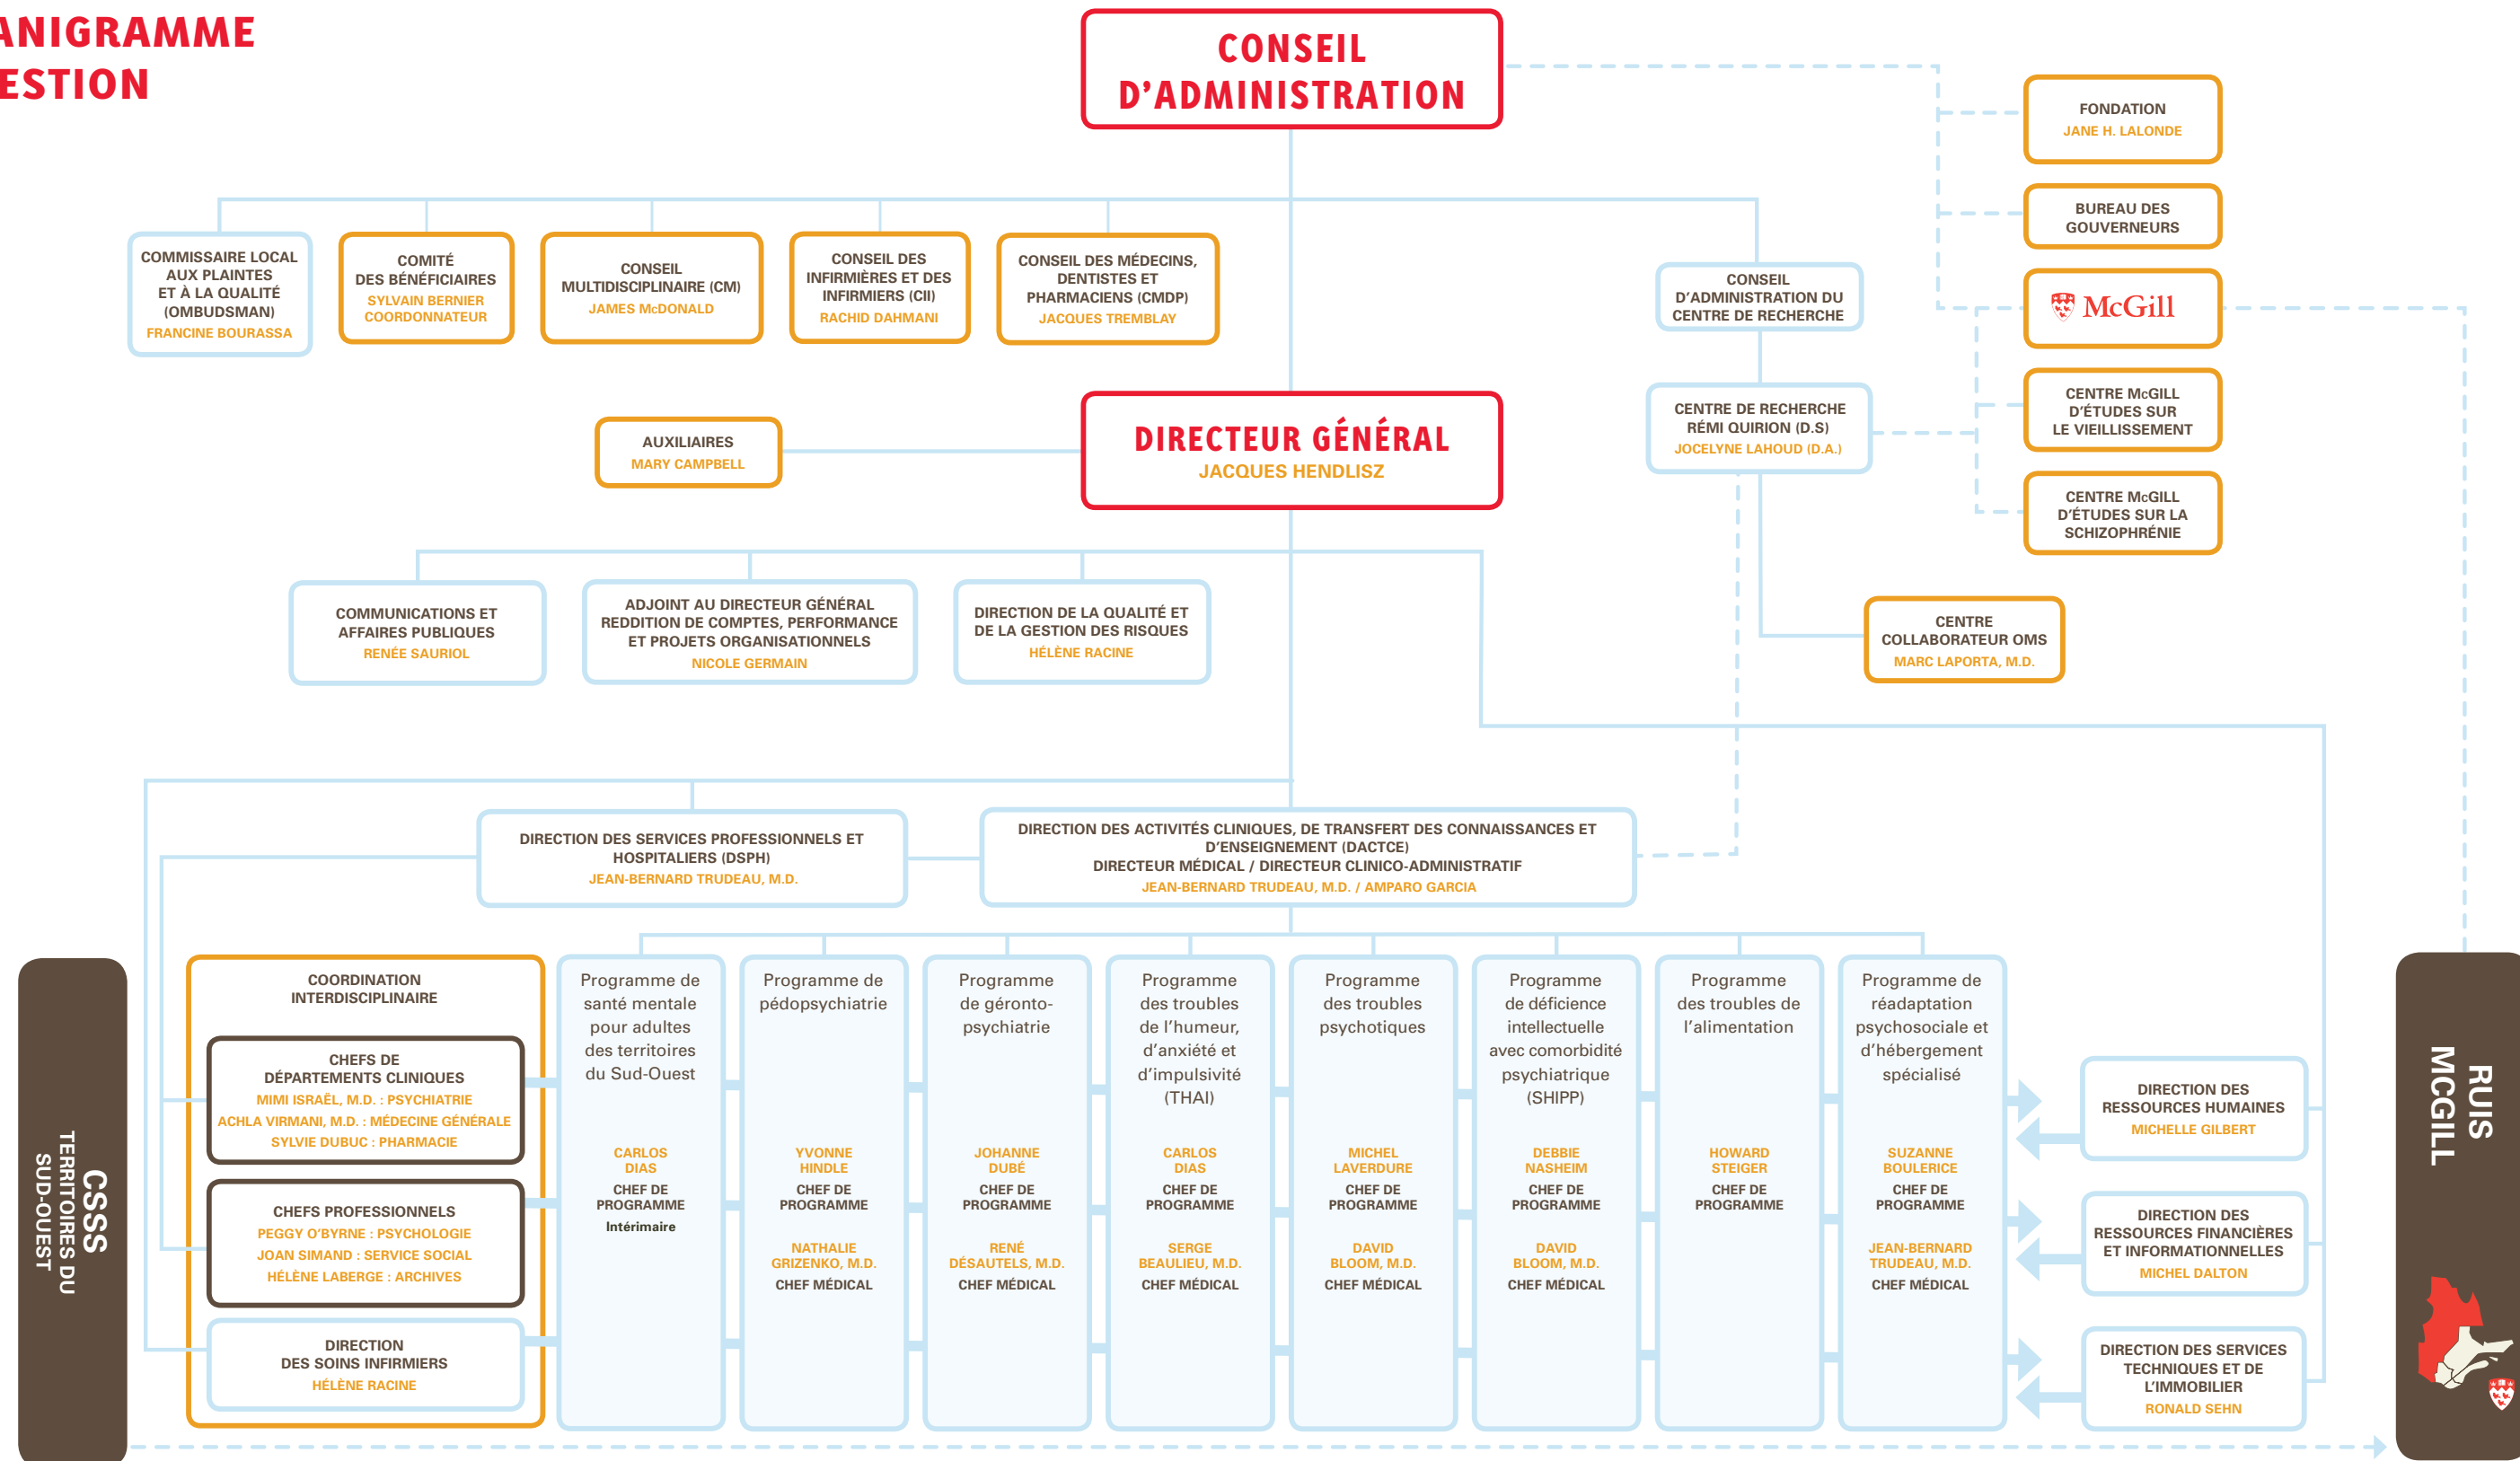 ANIGRAMME
ESTION
CONSEIL
D'ADMINISTRATION
FONDATION
JANE H. LALONDE
BUREAU DES
GOUVERNEURS
McGill
CENTRE McGILL
D'ÉTUDES SUR
LE VIEILLISSEMENT
CENTRE McGILL
D'ÉTUDES SUR LA
SCHIZOPHRÉNIE
COMMISSAIRE LOCAL
AUX PLAINTES
ET À LA QUALITÉ
(OMBUDSMAN)
FRANCINE BOURASSA
COMITÉ
DES BÉNÉFICIAIRES
SYLVAIN BERNIER
COORDONNATEUR
CONSEIL
MULTIDISCIPLINAIRE (CM)
JAMES McDONALD
CONSEIL DES
INFIRMIÈRES ET DES
INFIRMIERS (CII)
RACHID DAHMANI
CONSEIL DES MÉDECINS,
DENTISTES ET
PHARMACIENS (CMDP)
JACQUES TREMBLAY
CONSEIL
D'ADMINISTRATION DU
CENTRE DE RECHERCHE
AUXILIAIRES
MARY CAMPBELL
DIRECTEUR GÉNÉRAL
JACQUES HENDLISZ
CENTRE DE RECHERCHE
RÉMI QUIRION (D.S)
JOCELYNE LAHOUD (D.A.)
CENTRE
COLLABORATEUR OMS
MARC LAPORTA, M.D.
COMMUNICATIONS ET
AFFAIRES PUBLIQUES
RENÉE SAURIOL
ADJOINT AU DIRECTEUR GÉNÉRAL
REDDITION DE COMPTES, PERFORMANCE
ET PROJETS ORGANISATIONNELS
NICOLE GERMAIN
DIRECTION DE LA QUALITÉ ET
DE LA GESTION DES RISQUES
HÉLÈNE RACINE
DIRECTION DES SERVICES PROFESSIONNELS ET
HOSPITALIERS (DSPH)
JEAN-BERNARD TRUDEAU, M.D.
DIRECTION DES ACTIVITÉS CLINIQUES, DE TRANSFERT DES CONNAISSANCES ET
D'ENSEIGNEMENT (DACTCE)
DIRECTEUR MÉDICAL / DIRECTEUR CLINICO-ADMINISTRATIF
JEAN-BERNARD TRUDEAU, M.D. / AMPARO GARCIA
CSSS
TERRITOIRES DU
SUD-OUEST
COORDINATION
INTERDISCIPLINAIRE
CHEFS DE
DÉPARTEMENTS CLINIQUES
MIMI ISRAËL, M.D. : PSYCHIATRIE
ACHLA VIRMANI, M.D. : MÉDECINE GÉNÉRALE
SYLVIE DUBUC : PHARMACIE
CHEFS PROFESSIONNELS
PEGGY O'BYRNE : PSYCHOLOGIE
JOAN SIMAND : SERVICE SOCIAL
HÉLÈNE LABERGE : ARCHIVES
DIRECTION
DES SOINS INFIRMIERS
HÉLÈNE RACINE
Programme de
santé mentale
pour adultes
des territoires
du Sud-Ouest
CARLOS
DIAS
CHEF DE
PROGRAMME
Intérimaire
Programme de
pédopsychiatrie
YVONNE
HINDLE
CHEF DE
PROGRAMME
NATHALIE
GRIZENKO, M.D.
CHEF MÉDICAL
Programme
de géronto-
psychiatrie
JOHANNE
DUBÉ
CHEF DE
PROGRAMME
RENÉ
DÉSAUTELS, M.D.
CHEF MÉDICAL
Programme
des troubles
de l'humeur,
d'anxiété et
d'impulsivité
(THAI)
CARLOS
DIAS
CHEF DE
PROGRAMME
SERGE
BEAULIEU, M.D.
CHEF MÉDICAL
Programme
des troubles
psychotiques
MICHEL
LAVERDURE
CHEF DE
PROGRAMME
DAVID
BLOOM, M.D.
CHEF MÉDICAL
Programme
de déficience
intellectuelle
avec comorbidité
psychiatrique
(SHIPP)
DEBBIE
NASHEIM
CHEF DE
PROGRAMME
DAVID
BLOOM, M.D.
CHEF MÉDICAL
Programme
des troubles de
l'alimentation
HOWARD
STEIGER
CHEF DE
PROGRAMME
Programme de
réadaptation
psychosociale et
d'hébergement
spécialisé
SUZANNE
BOULERICE
CHEF DE
PROGRAMME
JEAN-BERNARD
TRUDEAU, M.D.
CHEF MÉDICAL
DIRECTION DES
RESSOURCES HUMAINES
MICHELLE GILBERT
DIRECTION DES
RESSOURCES FINANCIÈRES
ET INFORMATIONNELLES
MICHEL DALTON
DIRECTION DES SERVICES
TECHNIQUES ET DE
L'IMMOBILIER
RONALD SEHN
RUIS
MCGILL